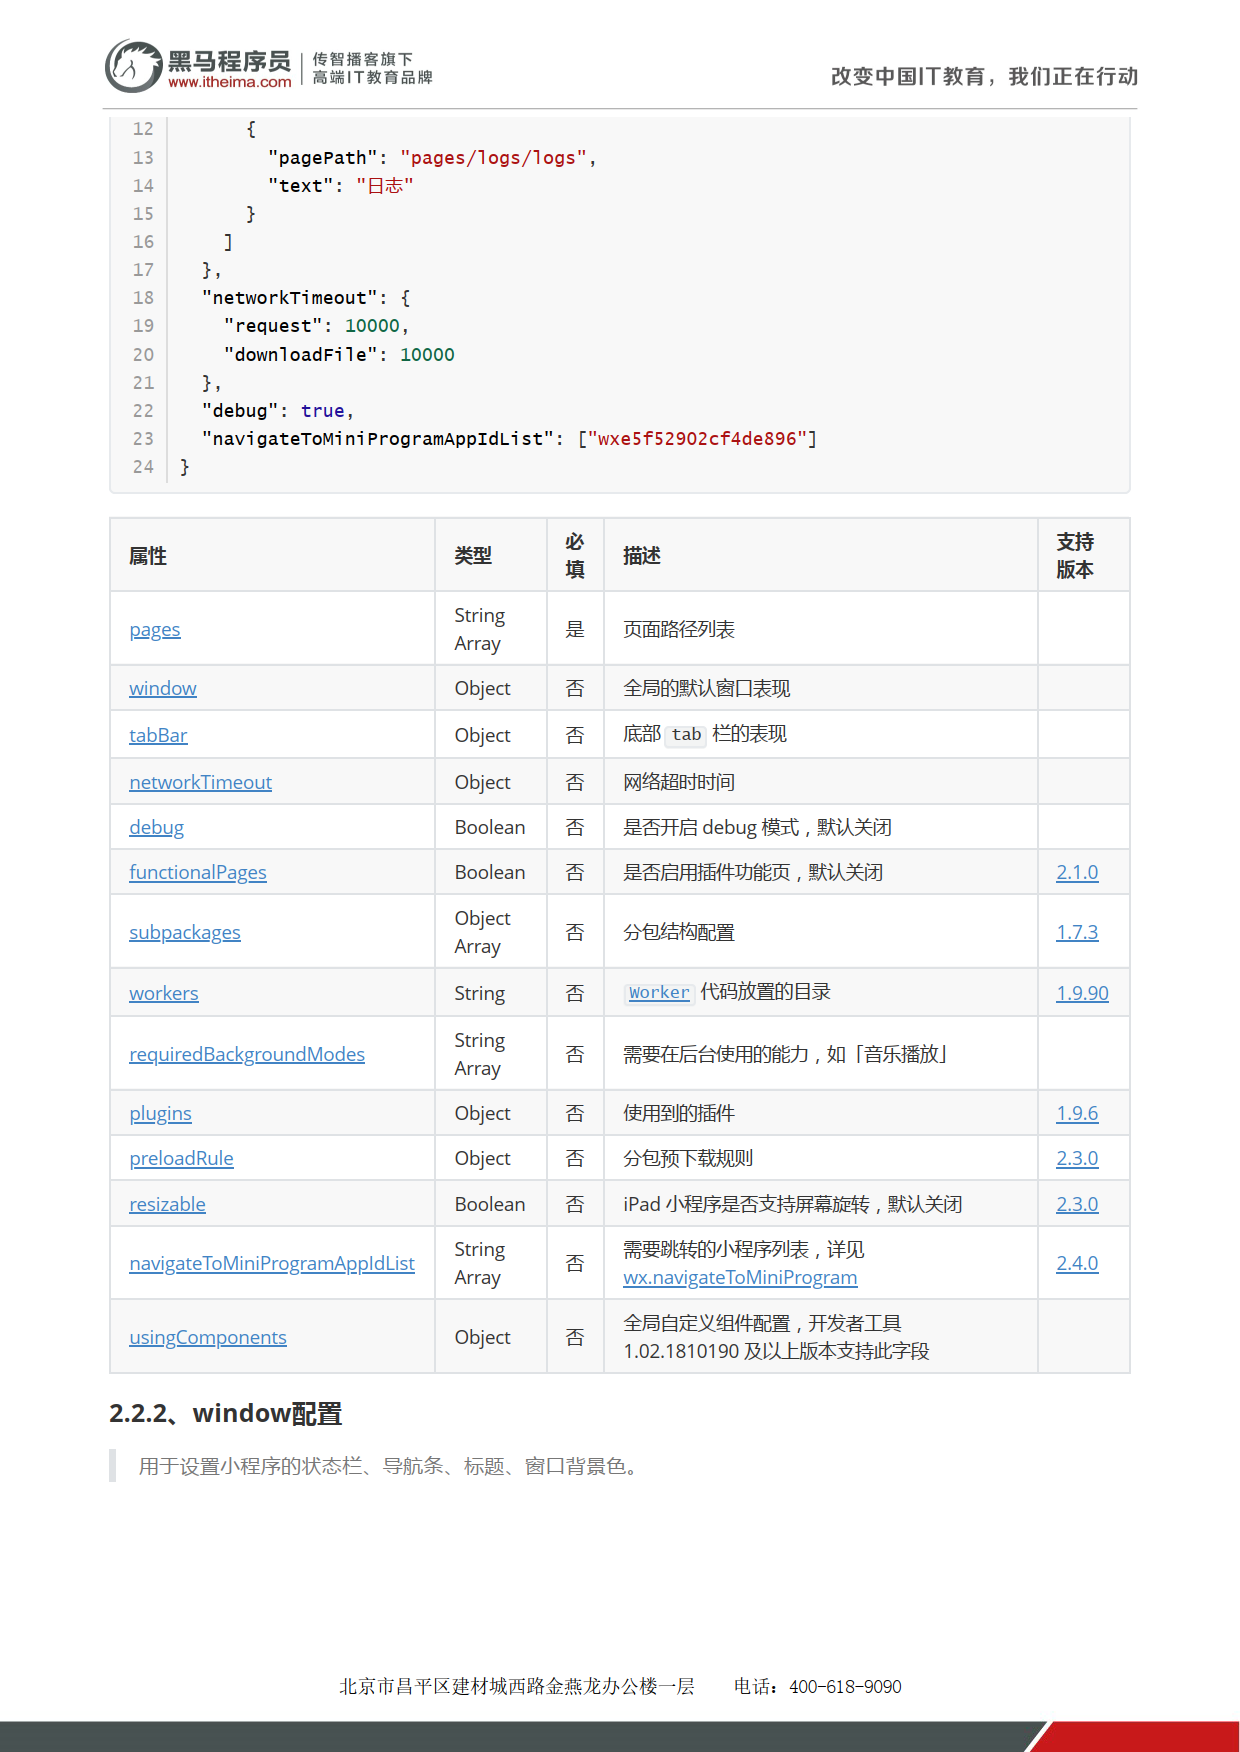 黑马程序员
www.itheima.com
传智播客旗下
高端IT教育品牌
改变中国IT教育，我们正在行动
12 {
13 "pagePath": "pages/logs/logs",
14 "text": "日志"
15 }
16 ]
17 },
18 "networkTimeout": {
19 "request": 10000,
20 "downloadFile": 10000
21 },
22 "debug": true,
23 "navigateToMiniProgramAppIdList": ["wxe5f52902cf4de896"]
24 }
属性 类型 必填 描述 支持版本
pages String Array 是 页面路径列表
window Object 否 全局的默认窗口表现
tabBar Object 否 底部 tab 栏的表现
networkTimeout Object 否 网络超时时间
debug Boolean 否 是否开启 debug 模式，默认关闭
functionalPages Boolean 否 是否启用插件功能页，默认关闭 2.1.0
subpackages Object Array 否 分包结构配置 1.7.3
workers String 否 Worker 代码放置的目录 1.9.90
requiredBackgroundModes String Array 否 需要在后台使用的能力，如「音乐播放」
plugins Object 否 使用到的插件 1.9.6
preloadRule Object 否 分包预下载规则 2.3.0
resizable Boolean 否 iPad 小程序是否支持屏幕旋转，默认关闭 2.3.0
navigateToMiniProgramAppIdList String Array 否 需要跳转的小程序列表，详见 wx.navigateToMiniProgram 2.4.0
usingComponents Object 否 全局自定义组件配置，开发者工具 1.02.1810190 及以上版本支持此字段
2.2.2、window配置
用于设置小程序的状态栏、导航条、标题、窗口背景色。
北京市昌平区建材城西路金燕龙办公楼一层 电话：400-618-9090